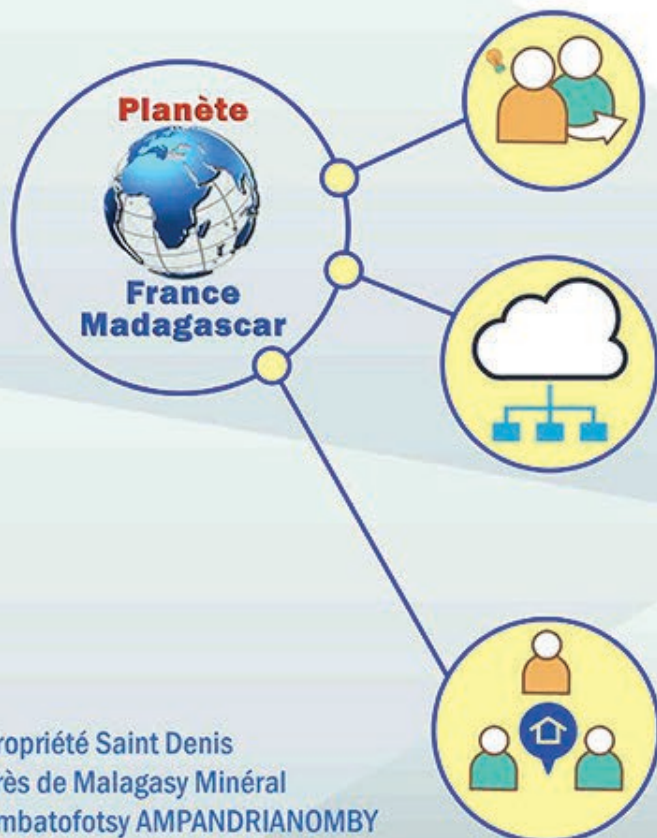 Planète
France
Madagascar
ropriété Saint Denis
rès de Malagasy Minéral
mbatofotsy AMPANDRIANOMBY